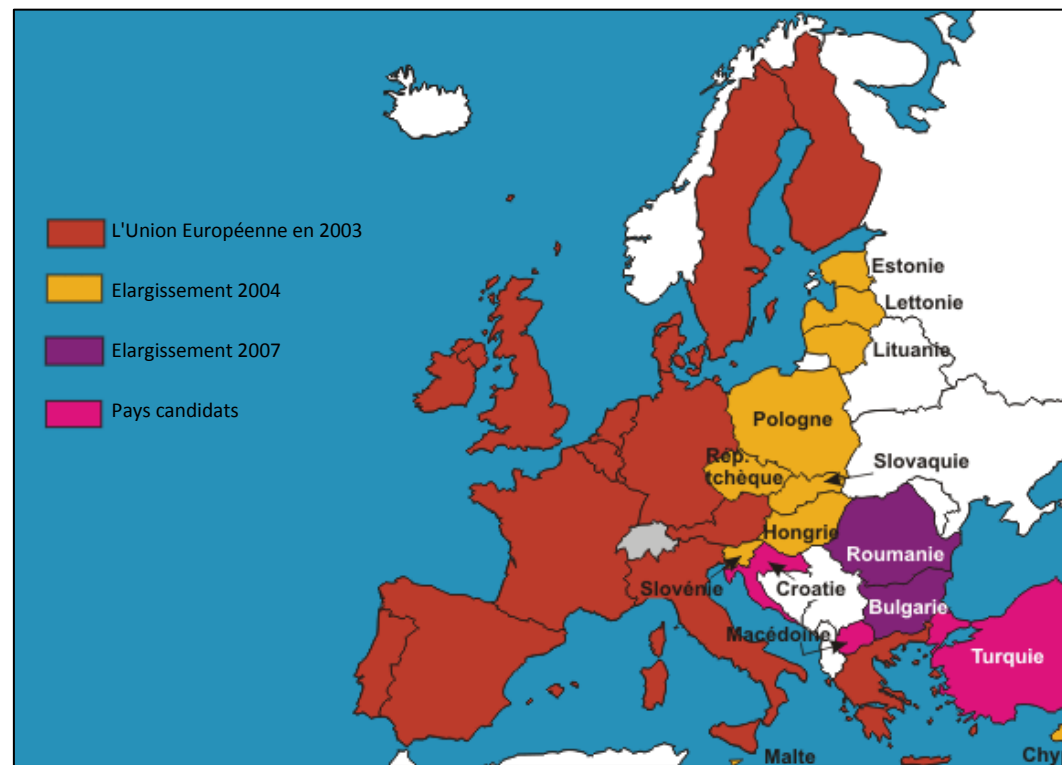 L'Union Européenne en 2003
Elargissement 2004
Elargissement 2007
Pays candidats
Estonie
Lettonie
Lituanie
Pologne
Rép.
tchèque
Slovaquie
Hongrie
Roumanie
Slovénie
Croatie
Bulgarie
Macédoine
Turquie
Malte
Chy